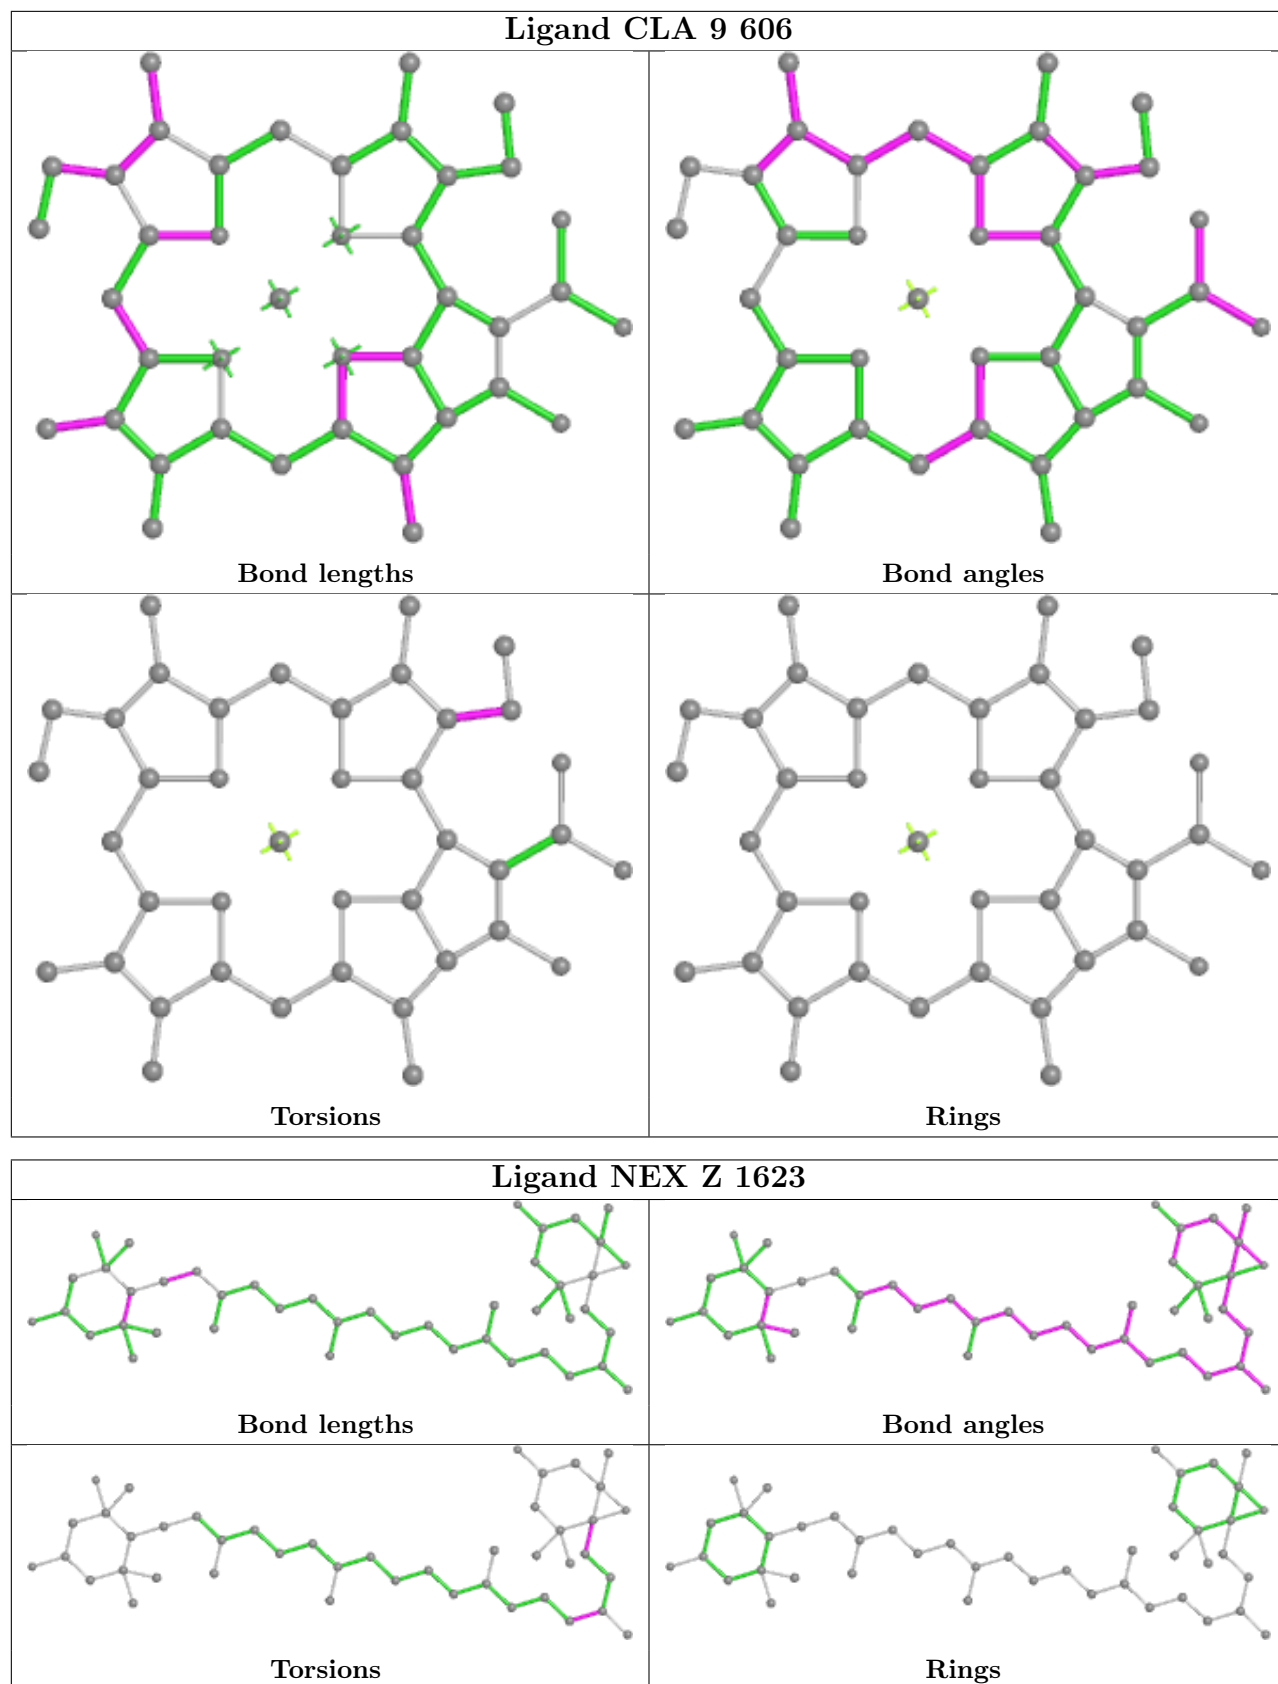 Ligand CLA 9 606
Bond lengths
Bond angles
Torsions
Rings
Ligand NEX Z 1623
Bond lengths
Bond angles
Torsions
Rings